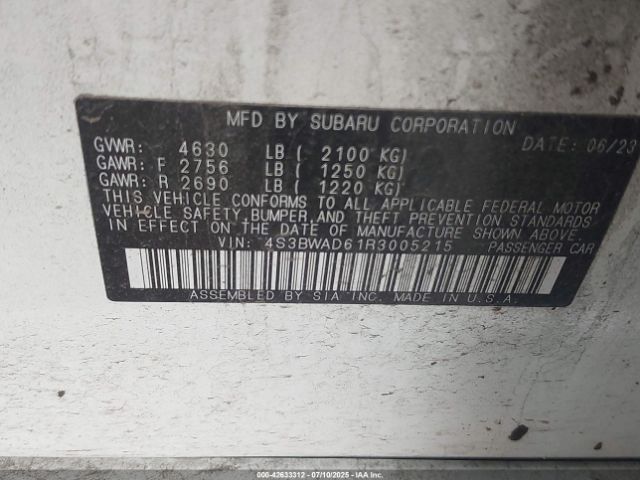 MFD BY SUBARU CORPORATION
DATE: 06/23
GVWR: 4630 LB ( 2100 KG)
GAWR: F 2756 LB ( 1250 KG)
GAWR: R 2690 LB ( 1220 KG)
THIS VEHICLE CONFORMS TO ALL APPLICABLE FEDERAL MOTOR
VEHICLE SAFETY, BUMPER, AND THEFT PREVENTION STANDARDS
IN EFFECT ON THE DATE OF MANUFACTURE SHOWN ABOVE
VIN: 4S3BWAD61R3005215 PASSENGER CAR
ASSEMBLED BY SIA INC. MADE IN U.S.A.
000-42633312 - 07/10/2025 - © IAA Holdings, LLC